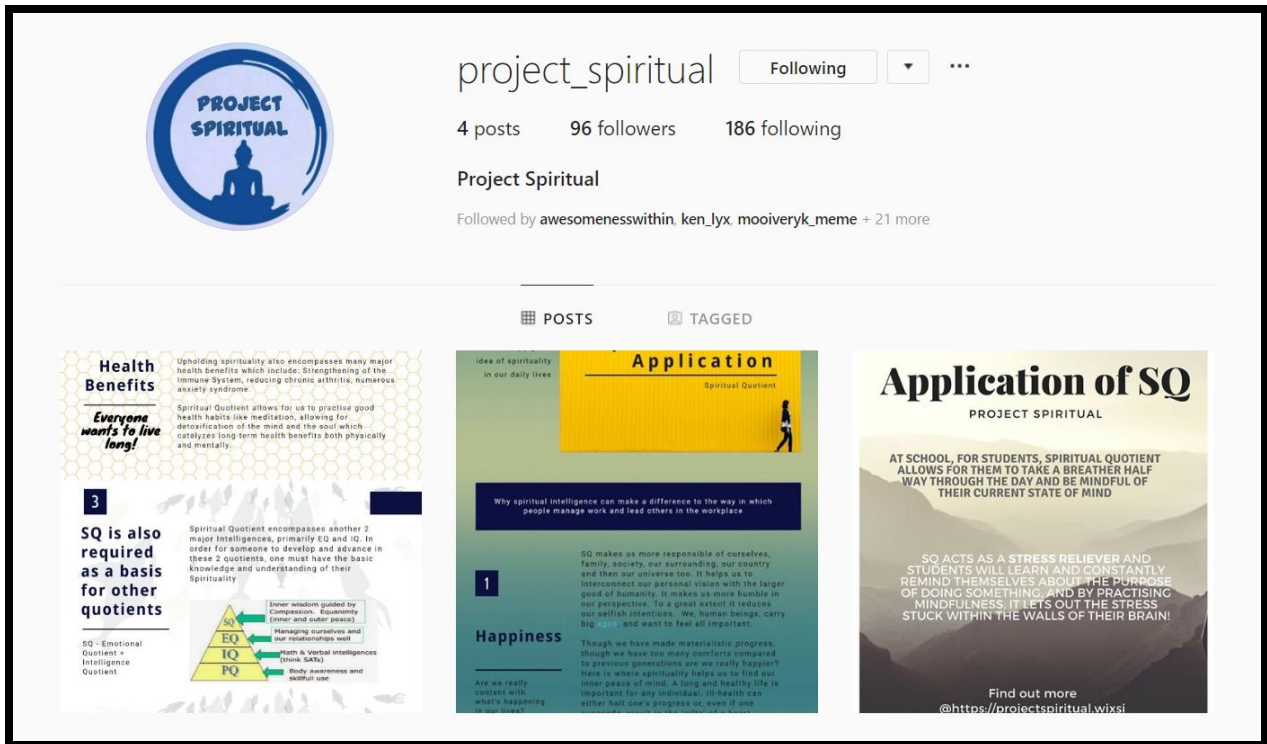 PROJECT
SPIRITUAL
project_spiritual
Following
4 posts 96 followers 186 following
Project Spiritual
Followed by awesomenesswithin, ken_lyx, mooiveryk_meme + 21 more
POSTS
TAGGED
Health
Benefits
Everyone
wants to live
long!
Upholding spirituality also encompasses many major
health benefits which include: Strengthening of the
Immune System, reducing chronic arthritis, numerous
anxiety syndrome.
Spiritual Quotient allows for us to practise good
health habits like meditation, allowing for
detoxification of the mind and the soul which
catalyzes long-term health benefits both physically
and mentally.
3
SQ is also
required
as a basis
for other
quotients
SQ - Emotional
Quotient +
Intelligence
Quotient
Spiritual Quotient encompasses another 2
major Intelligences, primarily EQ and IQ. In
order for someone to develop and advance in
these 2 quotients, one must have the basic
knowledge and understanding of their
Spirituality
SQ
EQ
IQ
PQ
Inner wisdom guided by
Compassion. Equanimity
(inner and outer peace)
Managing ourselves and
our relationships well
Math & Verbal intelligences
(think SATs)
Body awareness and
skillfull use
idea of spirituality
in our daily lives
Application
Spiritual Quotient
Why spiritual intelligence can make a difference to the way in which
people manage work and lead others in the workplace
1
Happiness
Are we really
content with
what's happening
in our lives?
SQ makes us more responsible of ourselves,
family, society, our surrounding, our country
and then our universe too. It helps us to
interconnect our personal vision with the larger
good of humanity. It makes us more humble in
our perspective. To a great extent it reduces
our selfish intentions. We, human beings, carry
big egos, and want to feel all important.
Though we have made materialistic progress,
though we have too many comforts compared
to previous generations are we really happier?
Here is where spirituality helps us to find our
inner peace of mind. A long and healthy life is
important for any individual. Ill-health can
either halt one's progress or, even if one
Application of SQ
PROJECT SPIRITUAL
AT SCHOOL, FOR STUDENTS, SPIRITUAL QUOTIENT
ALLOWS FOR THEM TO TAKE A BREATHER HALF
WAY THROUGH THE DAY AND BE MINDFUL OF
THEIR CURRENT STATE OF MIND
SQ ACTS AS A STRESS RELIEVER AND
STUDENTS WILL LEARN AND CONSTANTLY
REMIND THEMSELVES ABOUT THE PURPOSE
OF DOING SOMETHING, AND BY PRACTISING
MINDFULNESS, IT LETS OUT THE STRESS
STUCK WITHIN THE WALLS OF THEIR BRAIN!
Find out more
@https://projectspiritual.wixsi